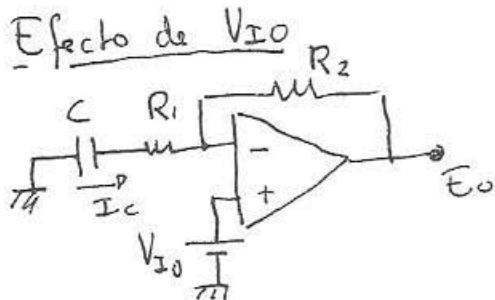 Efecto de VIO
R2
C
R1
-
+
Ic
Eo
VIO